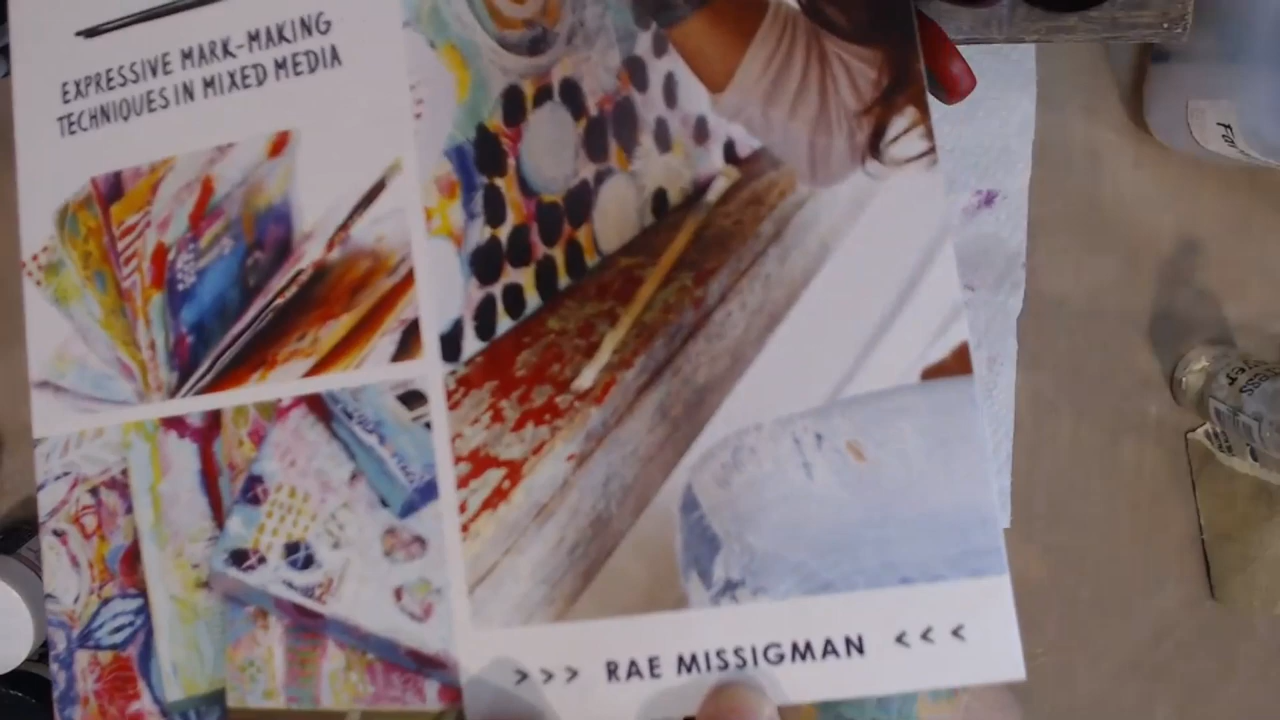 EXPRESSIVE MARK-MAKING
TECHNIQUES IN MIXED MEDIA
>>> RAE MISSIGMAN <<<